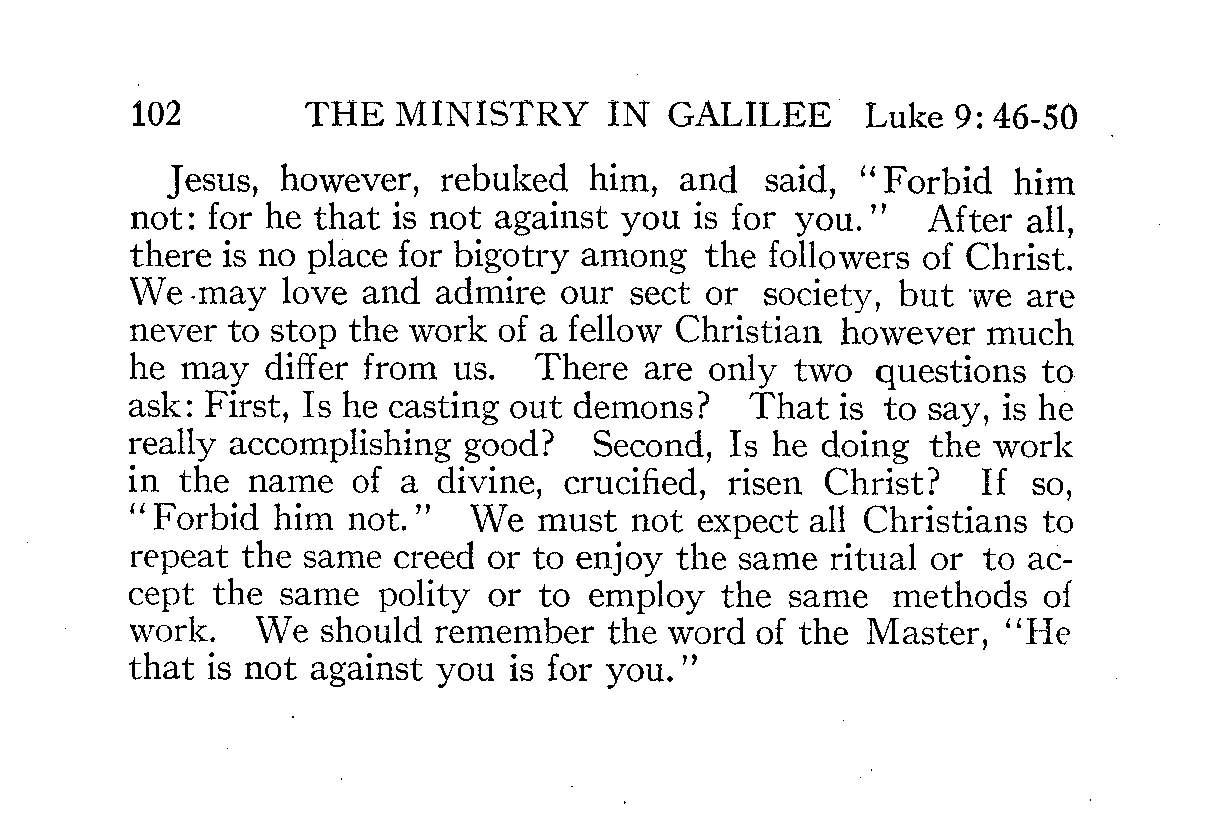 102 THE MINISTRY IN GALILEE Luke 9: 46-50
Jesus, however, rebuked him, and said, "Forbid him
not: for he that is not against you is for you." After all,
there is no place for bigotry among the followers of Christ.
We may love and admire our sect or society, but we are
never to stop the work of a fellow Christian however much
he may differ from us. There are only two questions to
ask: First, Is he casting out demons? That is to say, is he
really accomplishing good? Second, Is he doing the work
in the name of a divine, crucified, risen Christ? If so,
"Forbid him not." We must not expect all Christians to
repeat the same creed or to enjoy the same ritual or to ac-
cept the same polity or to employ the same methods of
work. We should remember the word of the Master, "He
that is not against you is for you."